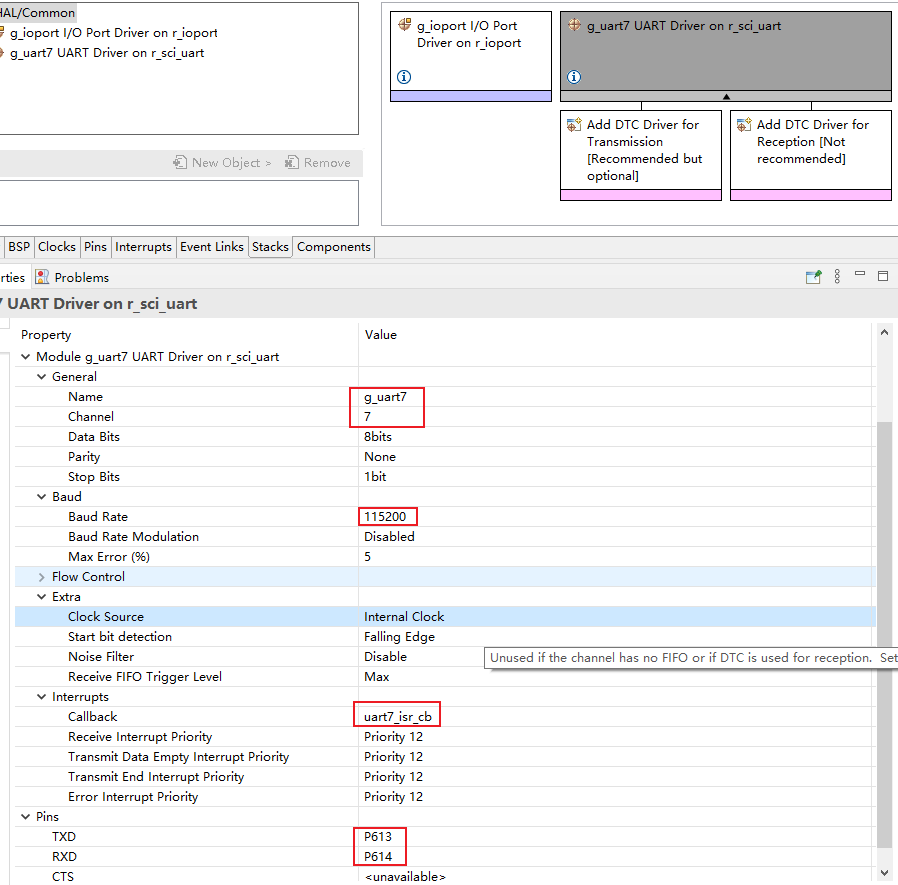 HAL/Common
g_ioport I/O Port Driver on r_ioport
g_uart7 UART Driver on r_sci_uart
New Object >
Remove
g_ioport I/O Port
Driver on r_ioport
g_uart7 UART Driver on r_sci_uart
Add DTC Driver for
Transmission
[Recommended but
optional]
Add DTC Driver for
Reception [Not
recommended]
BSP Clocks Pins Interrupts Event Links Stacks Components
rties Problems
7 UART Driver on r_sci_uart
Property Value
Module g_uart7 UART Driver on r_sci_uart
General
Name g_uart7
Channel 7
Data Bits 8bits
Parity None
Stop Bits 1bit
Baud
Baud Rate 115200
Baud Rate Modulation Disabled
Max Error (%) 5
Flow Control
Extra
Clock Source Internal Clock
Start bit detection Falling Edge
Noise Filter Disable
Unused if the channel has no FIFO or if DTC is used for reception. Set
Receive FIFO Trigger Level Max
Interrupts
Callback uart7_isr_cb
Receive Interrupt Priority Priority 12
Transmit Data Empty Interrupt Priority Priority 12
Transmit End Interrupt Priority Priority 12
Error Interrupt Priority Priority 12
Pins
TXD P613
RXD P614
CTS <unavailable>